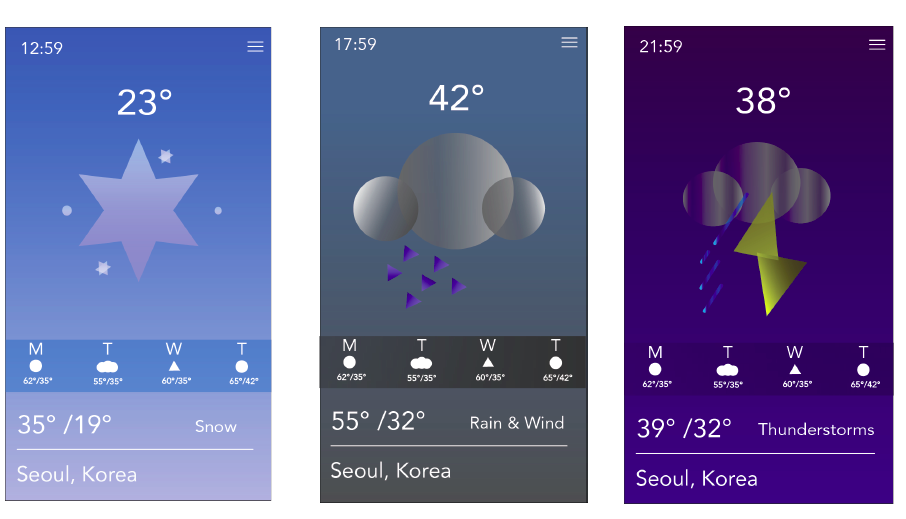 12:59
23°
M T W T
62°/35° 55°/35° 60°/35° 65°/42°
35° /19° Snow
Seoul, Korea
17:59
42°
M T W T
62°/35° 55°/35° 60°/35° 65°/42°
55° /32° Rain & Wind
Seoul, Korea
21:59
38°
M T W T
62°/35° 55°/35° 60°/35° 65°/42°
39° /32° Thunderstorms
Seoul, Korea